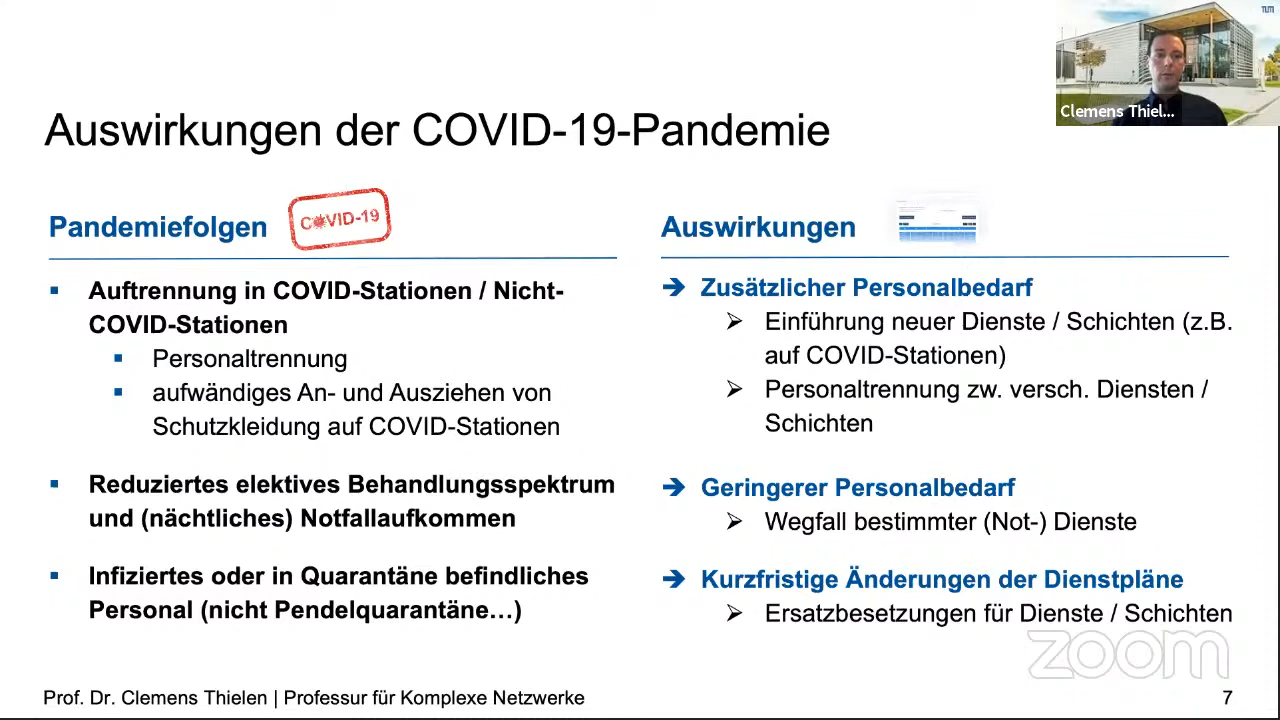 TUM
Clemens Thiel...
Auswirkungen der COVID-19-Pandemie
Pandemiefolgen
COVID-19
▪ Auftrennung in COVID-Stationen / Nicht-
COVID-Stationen
▪ Personaltrennung
▪ aufwändiges An- und Ausziehen von
Schutzkleidung auf COVID-Stationen
▪ Reduziertes elektives Behandlungsspektrum
und (nächtliches) Notfallaufkommen
▪ Infiziertes oder in Quarantäne befindliches
Personal (nicht Pendelquarantäne…)
Auswirkungen
➔ Zusätzlicher Personalbedarf
➢ Einführung neuer Dienste / Schichten (z.B.
auf COVID-Stationen)
➢ Personaltrennung zw. versch. Diensten /
Schichten
➔ Geringerer Personalbedarf
➢ Wegfall bestimmter (Not-) Dienste
➔ Kurzfristige Änderungen der Dienstpläne
➢ Ersatzbesetzungen für Dienste / Schichten
zoom
Prof. Dr. Clemens Thielen | Professur für Komplexe Netzwerke
7